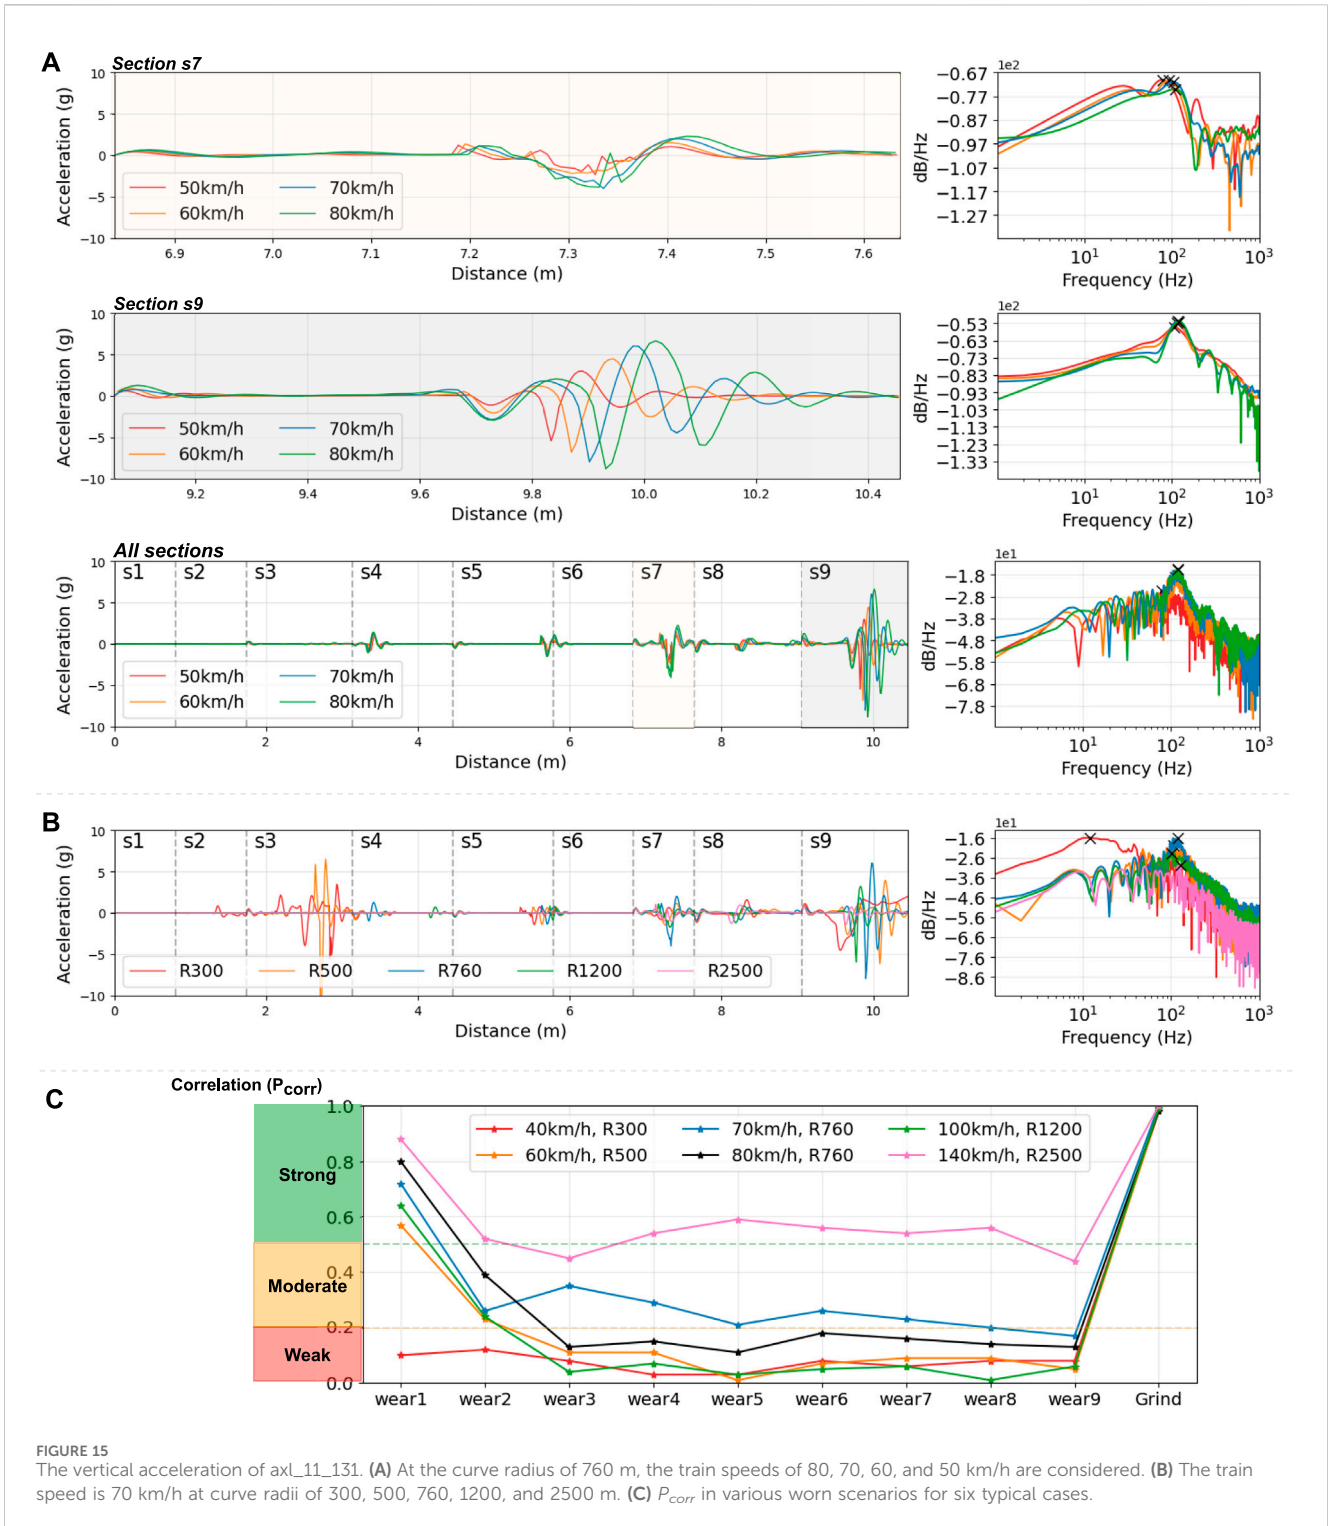 A
Section s7
Acceleration (g)
10
5
0
−5
−10
50km/h
70km/h
60km/h
80km/h
6.9
7.0
7.1
7.2
7.3
7.4
7.5
7.6
Distance (m)
1e2
dB/Hz
−0.67
−0.77
−0.87
−0.97
−1.07
−1.17
−1.27
10¹
10²
10³
Frequency (Hz)
Section s9
Acceleration (g)
10
5
0
−5
−10
50km/h
70km/h
60km/h
80km/h
9.2
9.4
9.6
9.8
10.0
10.2
10.4
Distance (m)
1e2
dB/Hz
−0.53
−0.63
−0.73
−0.83
−0.93
−1.03
−1.13
−1.23
−1.33
10¹
10²
10³
Frequency (Hz)
All sections
Acceleration (g)
10
5
0
−5
−10
s1 s2 s3 s4 s5 s6 s7 s8 s9
50km/h
70km/h
60km/h
80km/h
0
2
4
6
8
10
Distance (m)
1e1
dB/Hz
−1.8
−2.8
−3.8
−4.8
−5.8
−6.8
−7.8
10¹
10²
10³
Frequency (Hz)
B
Acceleration (g)
10
5
0
−5
−10
s1 s2 s3 s4 s5 s6 s7 s8 s9
R300 R500 R760 R1200 R2500
0
2
4
6
8
10
Distance (m)
1e1
dB/Hz
−1.6
−2.6
−3.6
−4.6
−5.6
−6.6
−7.6
−8.6
10¹
10²
10³
Frequency (Hz)
C
Correlation (Pcorr)
1.0
0.8
0.6
0.4
0.2
0.0
Strong
Moderate
Weak
40km/h, R300 70km/h, R760 100km/h, R1200
60km/h, R500 80km/h, R760 140km/h, R2500
wear1 wear2 wear3 wear4 wear5 wear6 wear7 wear8 wear9 Grind
FIGURE 15
The vertical acceleration of axl_11_131. (A) At the curve radius of 760 m, the train speeds of 80, 70, 60, and 50 km/h are considered. (B) The train
speed is 70 km/h at curve radii of 300, 500, 760, 1200, and 2500 m. (C) Pcorr in various worn scenarios for six typical cases.